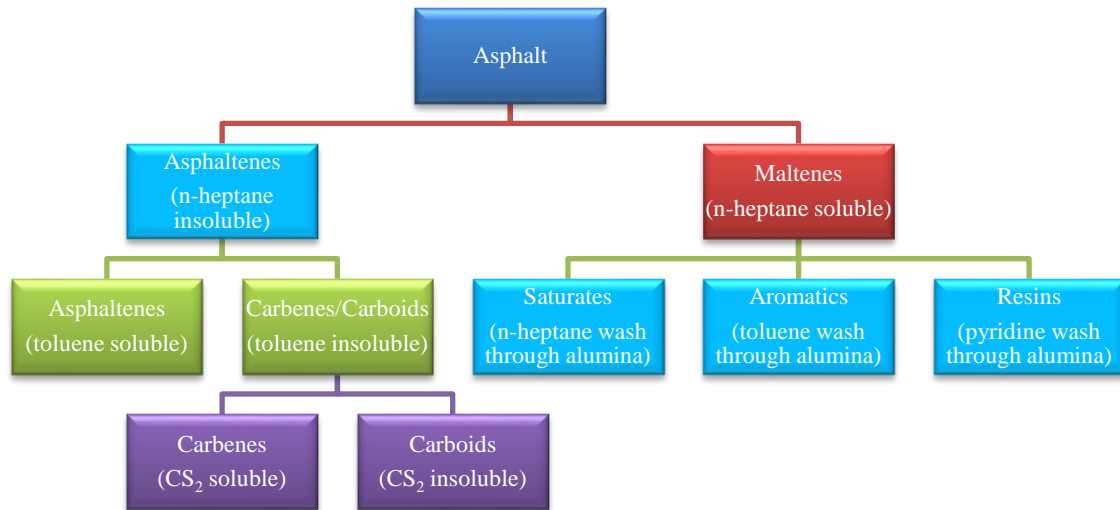 Asphalt
Asphaltenes
(n-heptane
insoluble)
Maltenes
(n-heptane soluble)
Asphaltenes
(toluene soluble)
Carbenes/Carboids
(toluene insoluble)
Saturates
(n-heptane wash
through alumina)
Aromatics
(toluene wash
through alumina)
Resins
(pyridine wash
through alumina)
Carbenes
(CS₂ soluble)
Carboids
(CS₂ insoluble)